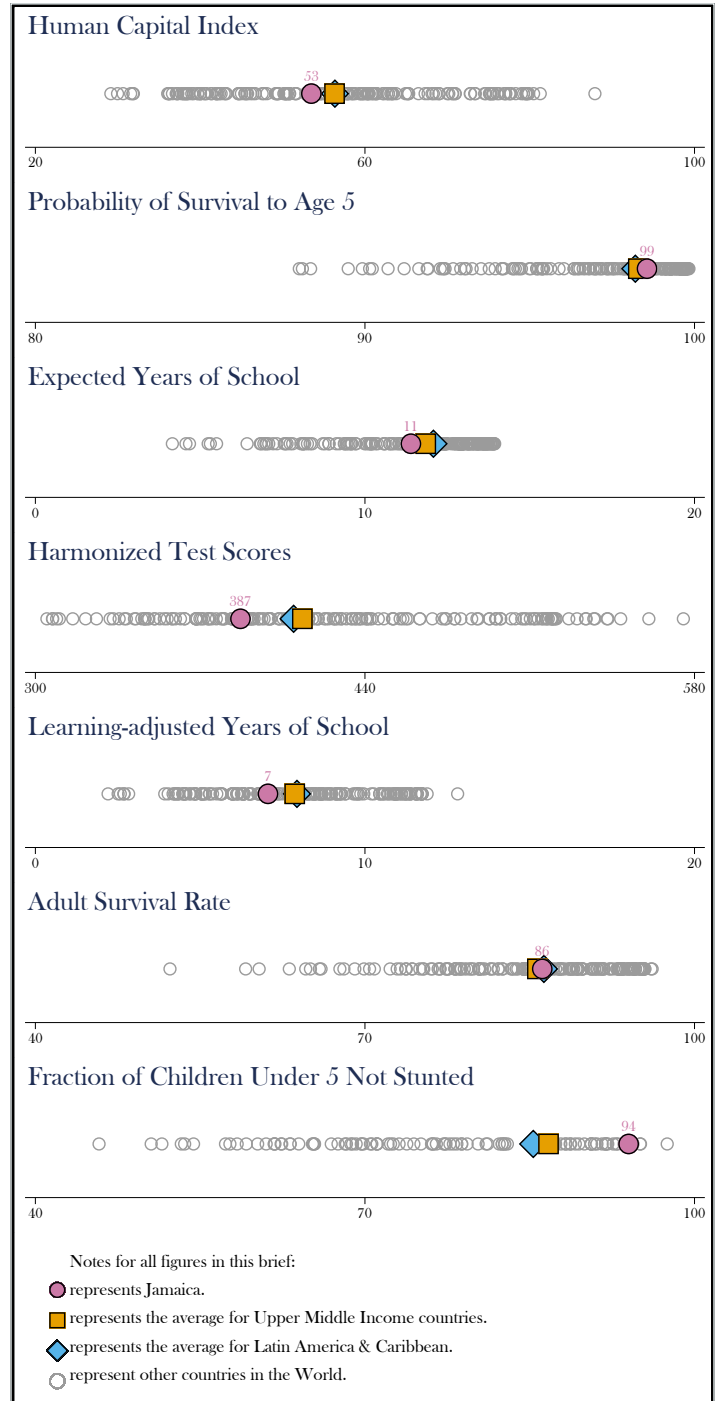 Human Capital Index
53
20 60 100
Probability of Survival to Age 5
99
80 90 100
Expected Years of School
11
0 10 20
Harmonized Test Scores
387
300 440 580
Learning-adjusted Years of School
7
0 10 20
Adult Survival Rate
86
40 70 100
Fraction of Children Under 5 Not Stunted
94
40 70 100
Notes for all figures in this brief:
represents Jamaica.
represents the average for Upper Middle Income countries.
represents the average for Latin America & Caribbean.
represent other countries in the World.